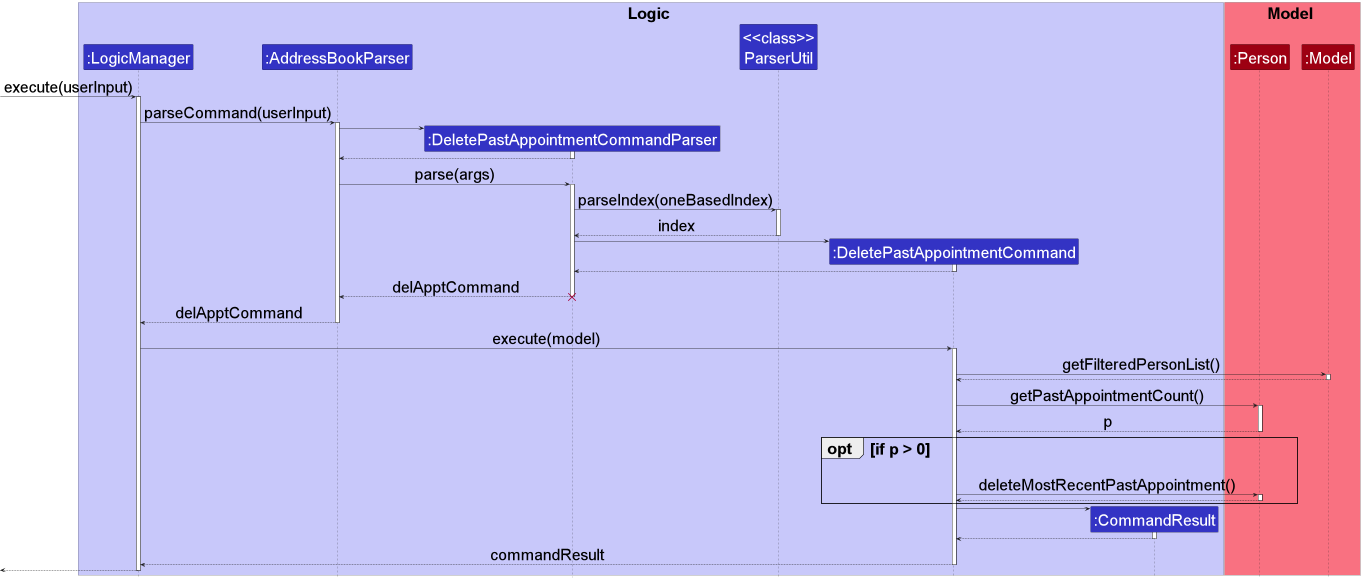 Logic
Model
<<class>>
ParserUtil
:LogicManager
:AddressBookParser
:Person
:Model
execute(userInput)
parseCommand(userInput)
:DeletePastAppointmentCommandParser
parse(args)
parseIndex(oneBasedIndex)
index
:DeletePastAppointmentCommand
delApptCommand
delApptCommand
execute(model)
getFilteredPersonList()
getPastAppointmentCount()
p
opt [if p > 0]
deleteMostRecentPastAppointment()
:CommandResult
commandResult